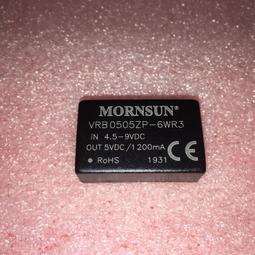 MORNSUN®
VRB0505ZP-6WR3
IN 4.5-9VDC
OUT 5VDC/1200mA
RoHS 1931 CE